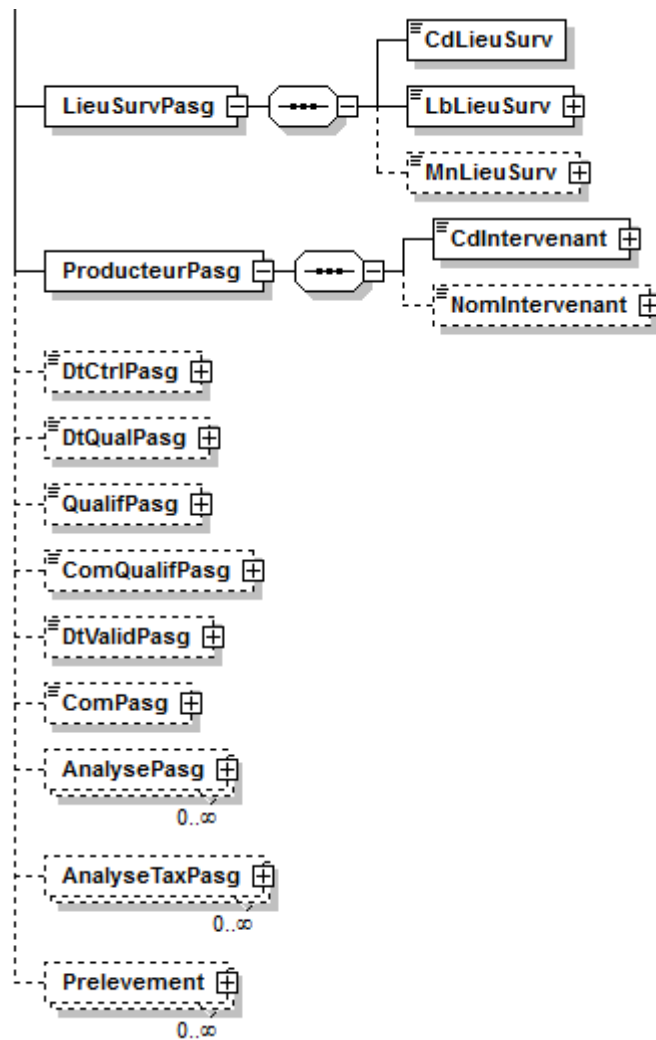 CdLieuSurv
LieuSurvPasg
LbLieuSurv
MnLieuSurv
CdIntervenant
ProducteurPasg
NomIntervenant
DtCtrlPasg
DtQualPasg
QualifPasg
ComQualifPasg
DtValidPasg
ComPasg
AnalysePasg
0..∞
AnalyseTaxPasg
0..∞
Prelevement
0..∞